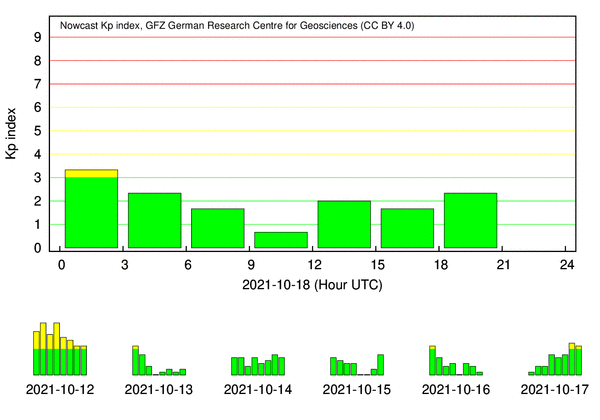 Nowcast Kp index, GFZ German Research Centre for Geosciences (CC BY 4.0)
Kp index
9
8
7
6
5
4
3
2
1
0
0 3 6 9 12 15 18 21 24
2021-10-18 (Hour UTC)
2021-10-12 2021-10-13 2021-10-14 2021-10-15 2021-10-16 2021-10-17